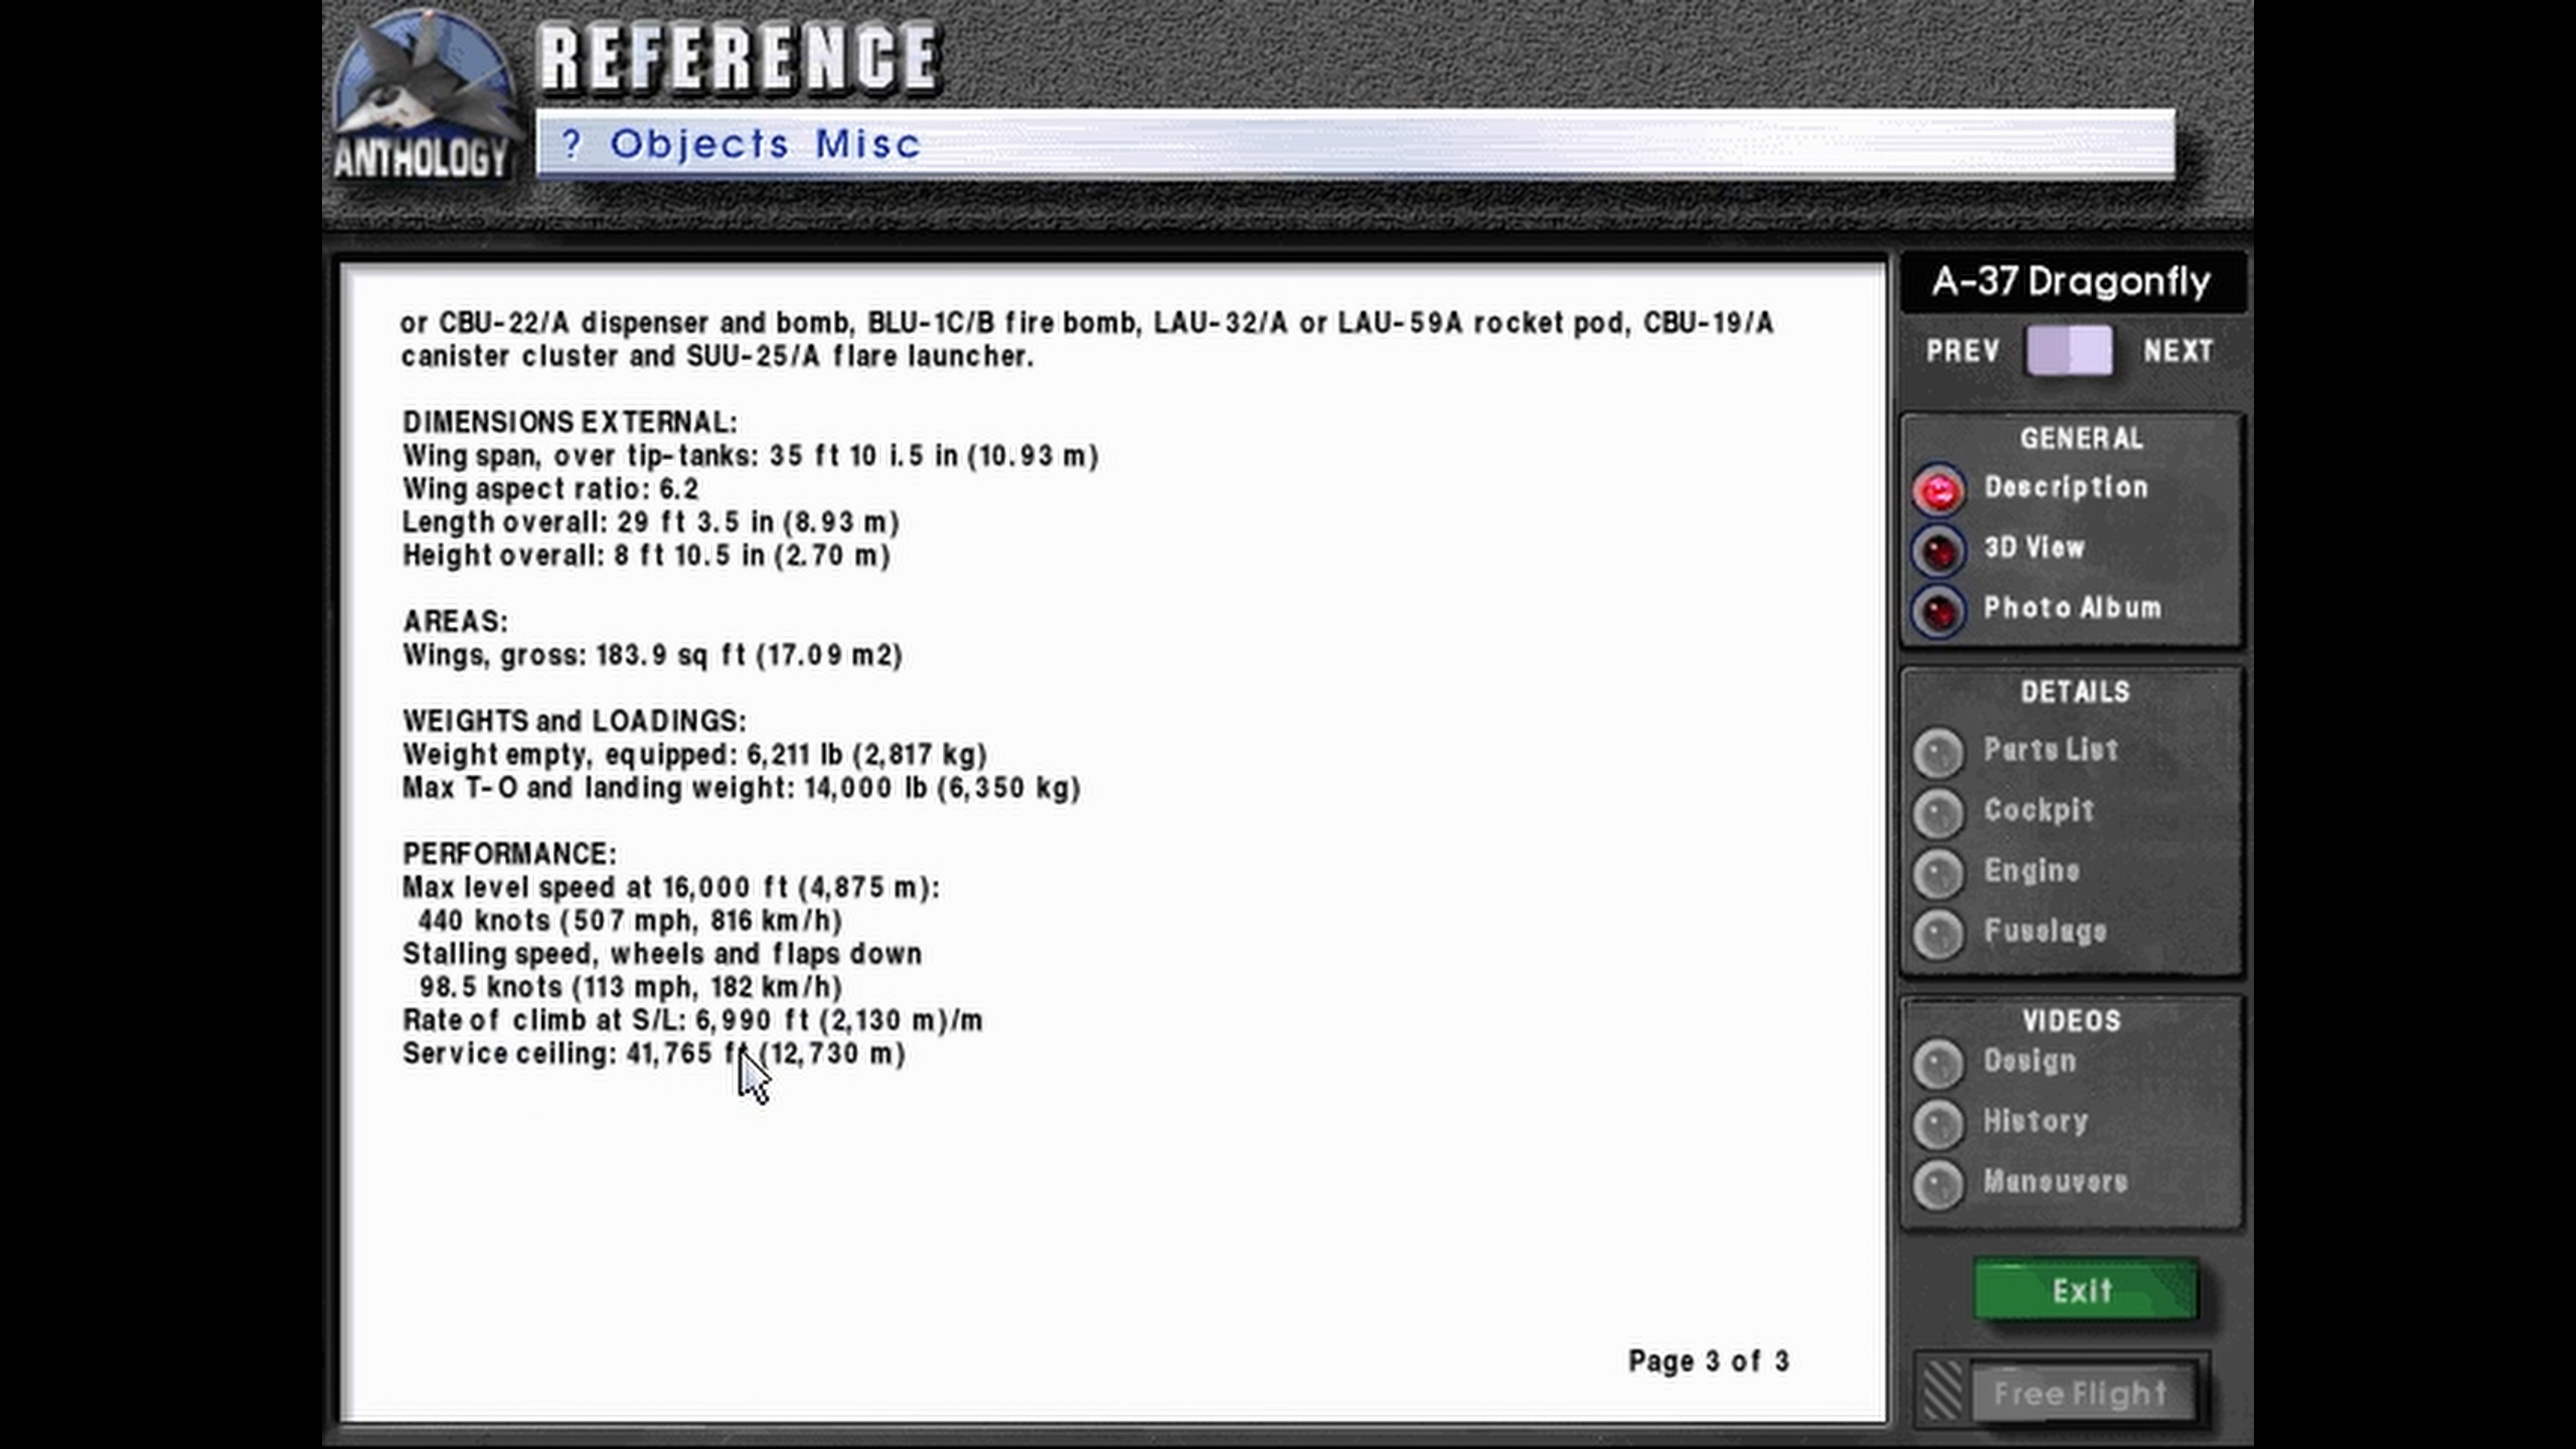 REFERENCE
ANTHOLOGY
? Objects Misc
or CBU-22/A dispenser and bomb, BLU-1C/B fire bomb, LAU-32/A or LAU-59A rocket pod, CBU-19/A
canister cluster and SUU-25/A flare launcher.
DIMENSIONS EXTERNAL:
Wing span, over tip-tanks: 35 ft 10 i.5 in (10.93 m)
Wing aspect ratio: 6.2
Length overall: 29 ft 3.5 in (8.93 m)
Height overall: 8 ft 10.5 in (2.70 m)
AREAS:
Wings, gross: 183.9 sq ft (17.09 m2)
WEIGHTS and LOADINGS:
Weight empty, equipped: 6,211 lb (2,817 kg)
Max T-O and landing weight: 14,000 lb (6,350 kg)
PERFORMANCE:
Max level speed at 16,000 ft (4,875 m):
440 knots (507 mph, 816 km/h)
Stalling speed, wheels and flaps down
98.5 knots (113 mph, 182 km/h)
Rate of climb at S/L: 6,990 ft (2,130 m)/m
Service ceiling: 41,765 ft (12,730 m)
Page 3 of 3
A-37 Dragonfly
PREV NEXT
GENERAL
Description
3D View
Photo Album
DETAILS
Parts List
Cockpit
Engine
Fuselage
VIDEOS
Design
History
Maneuvers
Exit
Free Flight